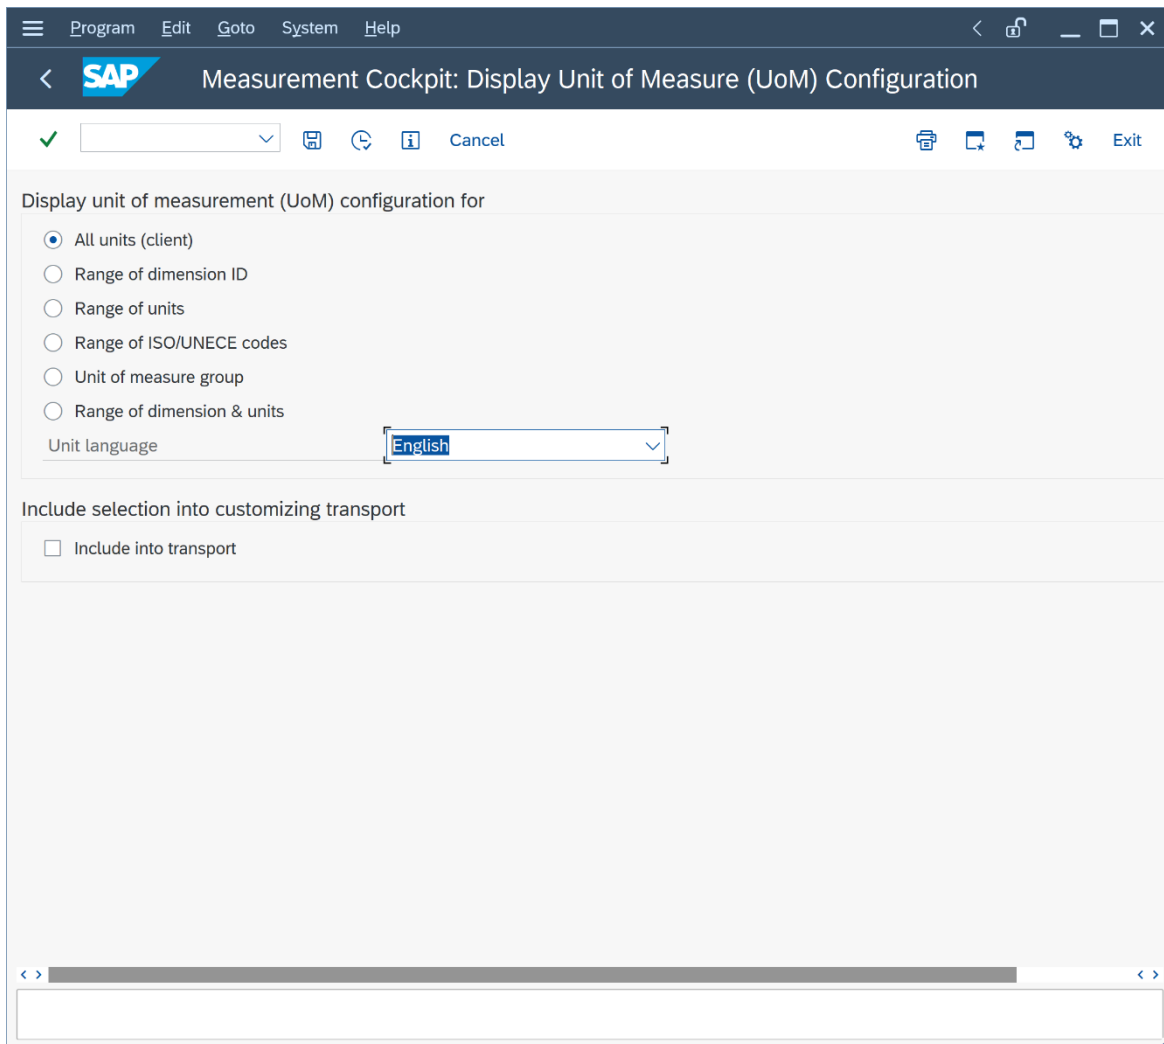 Program Edit Goto System Help
SAP Measurement Cockpit: Display Unit of Measure (UoM) Configuration
Cancel Exit
Display unit of measurement (UoM) configuration for
All units (client)
Range of dimension ID
Range of units
Range of ISO/UNECE codes
Unit of measure group
Range of dimension & units
Unit language English
Include selection into customizing transport
Include into transport